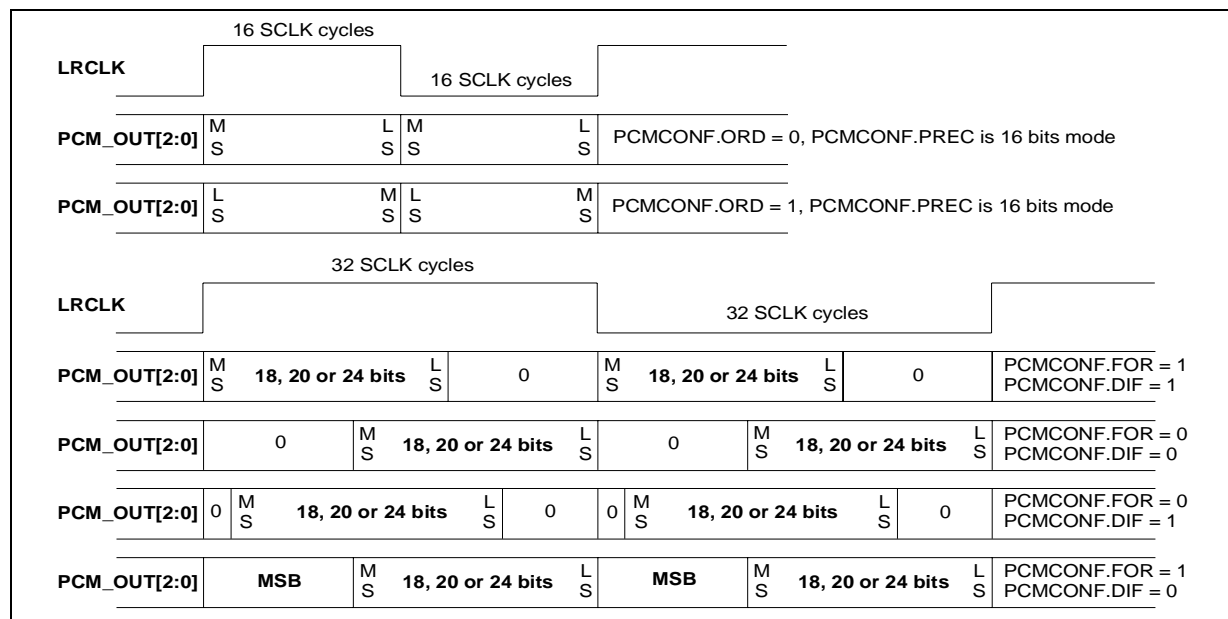 16 SCLK cycles
LRCLK
16 SCLK cycles
PCM_OUT[2:0] M S L S M S L S PCMCONF.ORD = 0, PCMCONF.PREC is 16 bits mode
PCM_OUT[2:0] L S M S L S M S PCMCONF.ORD = 1, PCMCONF.PREC is 16 bits mode
32 SCLK cycles
LRCLK
32 SCLK cycles
PCM_OUT[2:0] M S 18, 20 or 24 bits L S 0 M S 18, 20 or 24 bits L S 0 PCMCONF.FOR = 1
PCMCONF.DIF = 1
PCM_OUT[2:0] 0 M S 18, 20 or 24 bits L S 0 M S 18, 20 or 24 bits L S PCMCONF.FOR = 0
PCMCONF.DIF = 0
PCM_OUT[2:0] 0 M S 18, 20 or 24 bits L S 0 0 M S 18, 20 or 24 bits L S 0 PCMCONF.FOR = 0
PCMCONF.DIF = 1
PCM_OUT[2:0] MSB M S 18, 20 or 24 bits L S MSB M S 18, 20 or 24 bits L S PCMCONF.FOR = 1
PCMCONF.DIF = 0